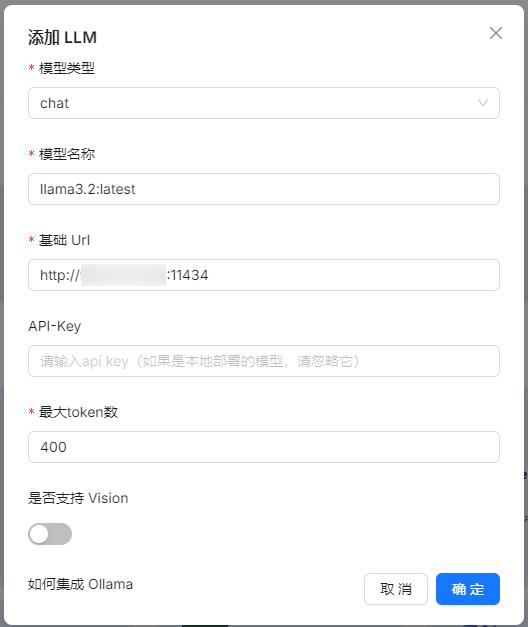 添加 LLM
* 模型类型
chat
* 模型名称
llama3.2:latest
* 基础 Url
http:// :11434
API-Key
请输入api key（如果是本地部署的模型，请忽略它）
* 最大token数
400
是否支持 Vision
如何集成 Ollama
取 消
确 定